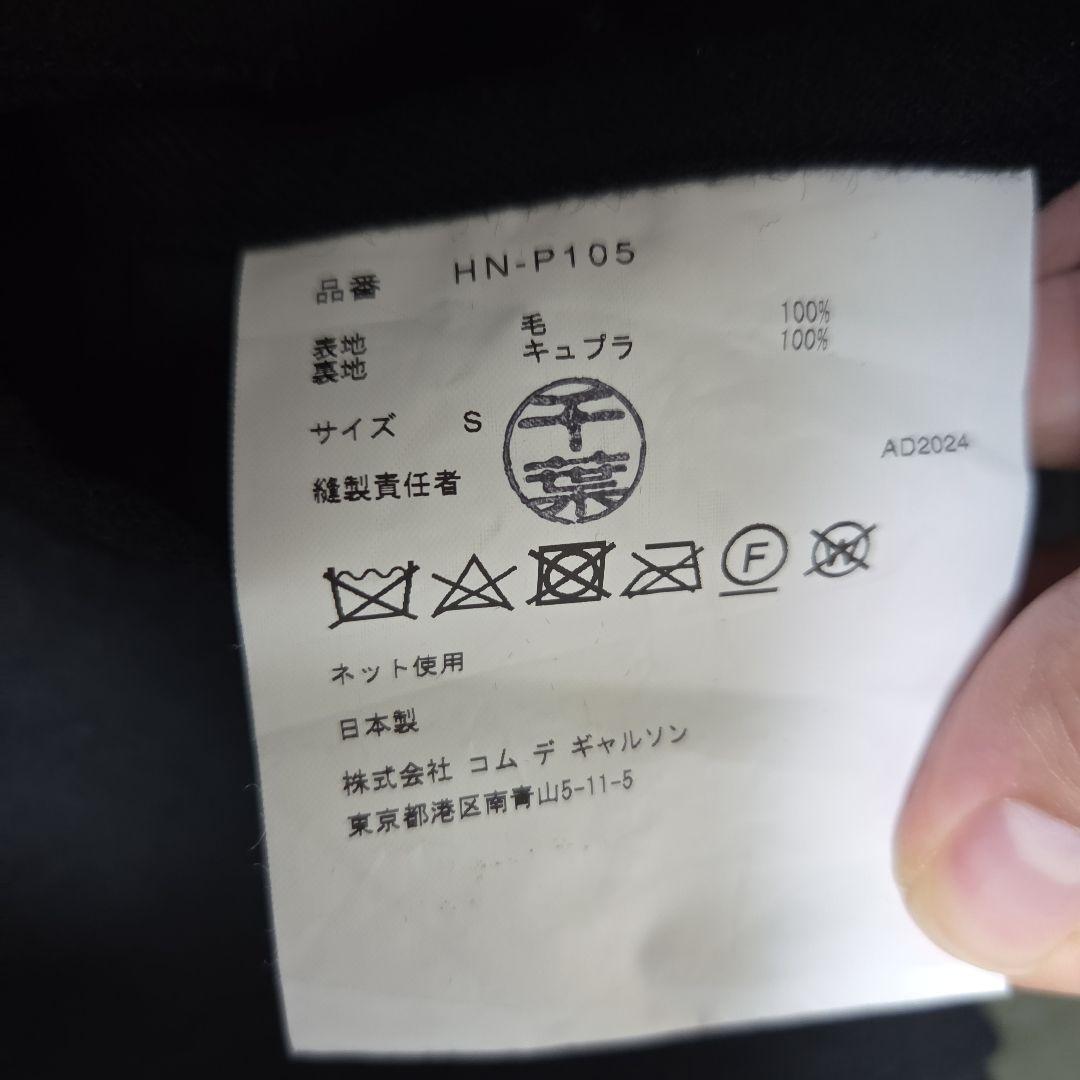 品番 HN-P105
表地 毛 100%
裏地 キュプラ 100%
サイズ S
千葉
AD2024
縫製責任者
F
W
ネット使用
日本製
株式会社 コム デ ギャルソン
東京都港区南青山5-11-5